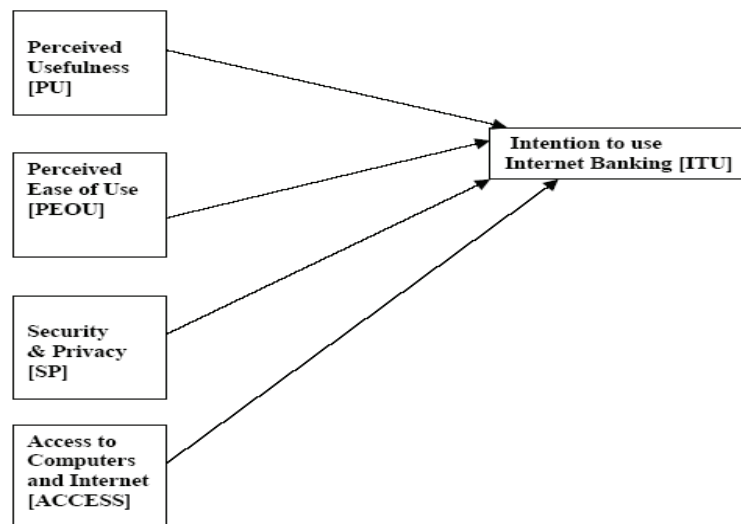 Perceived
Usefulness
[PU]
Intention to use
Internet Banking [ITU]
Perceived
Ease of Use
[PEOU]
Security
& Privacy
[SP]
Access to
Computers
and Internet
[ACCESS]